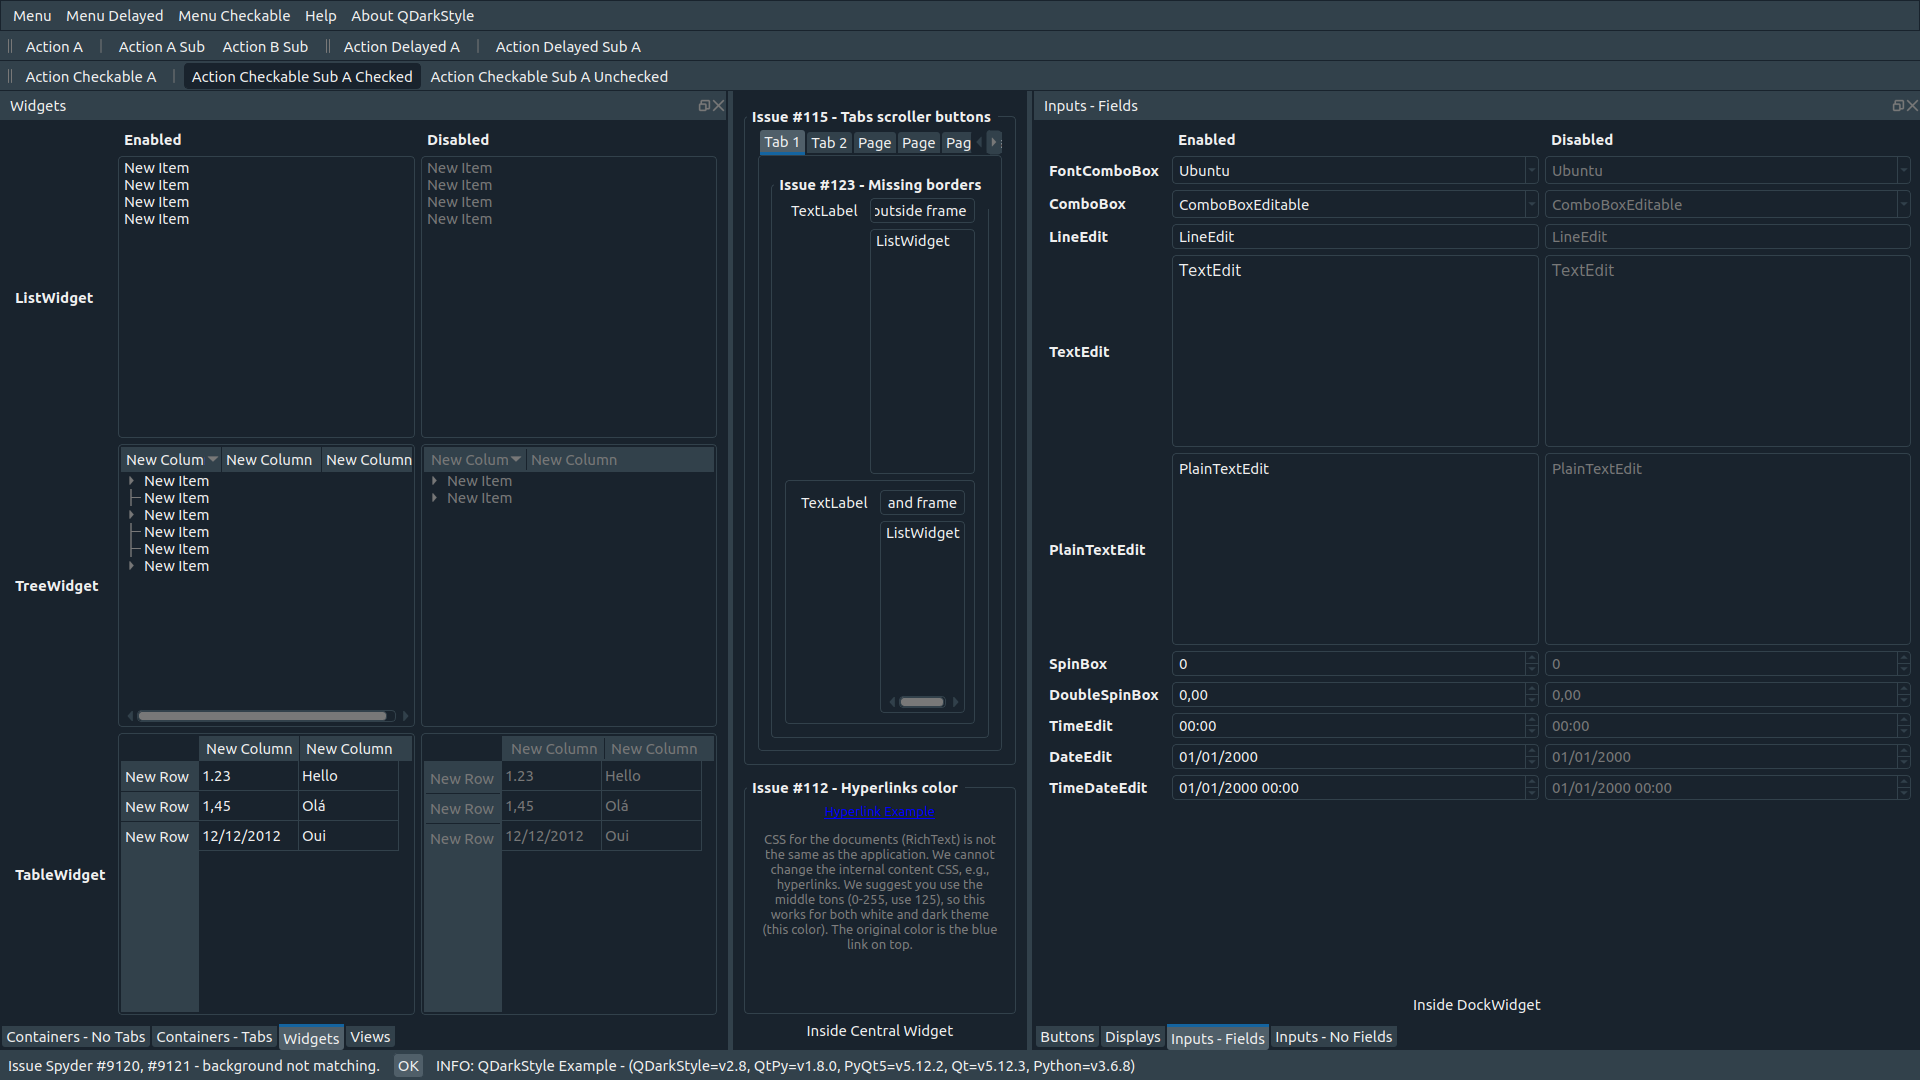 Menu Menu Delayed Menu Checkable Help About QDarkStyle
Action A Action A Sub Action B Sub Action Delayed A Action Delayed Sub A
Action Checkable A Action Checkable Sub A Checked Action Checkable Sub A Unchecked
Widgets
Enabled Disabled
ListWidget
New Item New Item
New Item New Item
New Item New Item
New Item New Item
TreeWidget
New Colum New Column New Column New Colum New Column
New Item New Item
New Item New Item
New Item
New Item
New Item
New Item
TableWidget
New Column New Column New Column New Column
New Row 1.23 Hello New Row 1.23 Hello
New Row 1,45 Olá New Row 1,45 Olá
New Row 12/12/2012 Oui New Row 12/12/2012 Oui
Containers - No Tabs Containers - Tabs Widgets Views
Issue #115 - Tabs scroller buttons
Tab 1 Tab 2 Page Page Pag
Issue #123 - Missing borders
TextLabel outside frame
ListWidget
TextLabel and frame
ListWidget
Issue #112 - Hyperlinks color
Hyperlink Example
CSS for the documents (RichText) is not
the same as the application. We cannot
change the internal content CSS, e.g.,
hyperlinks. We suggest you use the
middle tons (0-255, use 125), so this
works for both white and dark theme
(this color). The original color is the blue
link on top.
Inside Central Widget
Inputs - Fields
Enabled Disabled
FontComboBox Ubuntu Ubuntu
ComboBox ComboBoxEditable ComboBoxEditable
LineEdit LineEdit LineEdit
TextEdit TextEdit TextEdit
PlainTextEdit PlainTextEdit PlainTextEdit
SpinBox 0 0
DoubleSpinBox 0,00 0,00
TimeEdit 00:00 00:00
DateEdit 01/01/2000 01/01/2000
TimeDateEdit 01/01/2000 00:00 01/01/2000 00:00
Inside DockWidget
Buttons Displays Inputs - Fields Inputs - No Fields
Issue Spyder #9120, #9121 - background not matching. OK INFO: QDarkStyle Example - (QDarkStyle=v2.8, QtPy=v1.8.0, PyQt5=v5.12.2, Qt=v5.12.3, Python=v3.6.8)